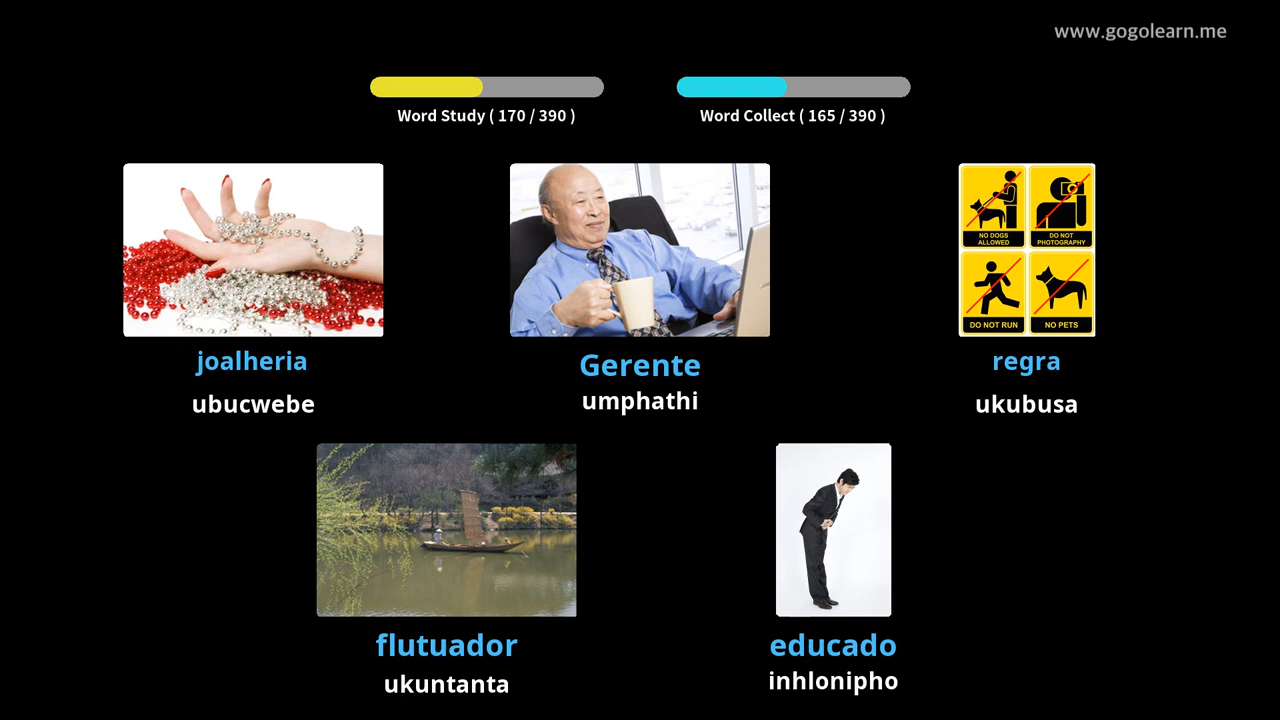 www.gogolearn.me
Word Study ( 170 / 390 )
Word Collect ( 165 / 390 )
NO DOGS
ALLOWED
DO NOT
PHOTOGRAPHY
DO NOT RUN
NO PETS
joalheria
Gerente
regra
ubucwebe
umphathi
ukubusa
flutuador
educado
ukuntanta
inhlonipho